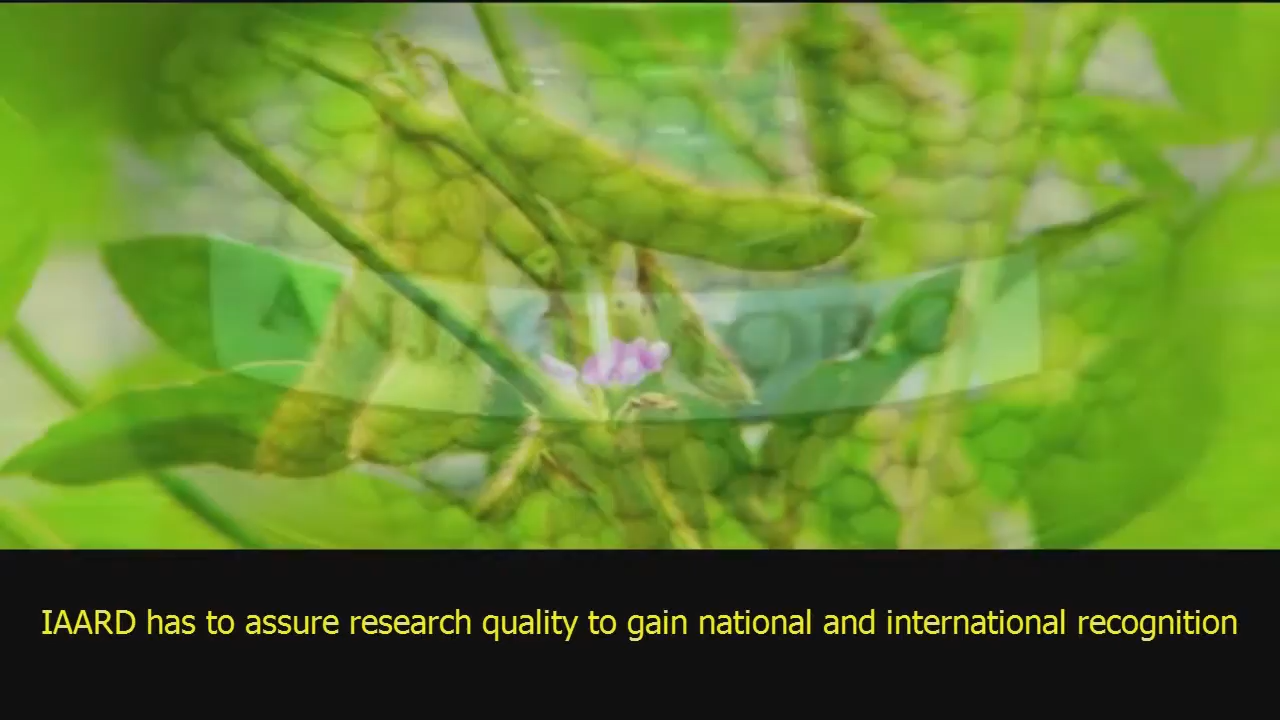 IAARD has to assure research quality to gain national and international recognition